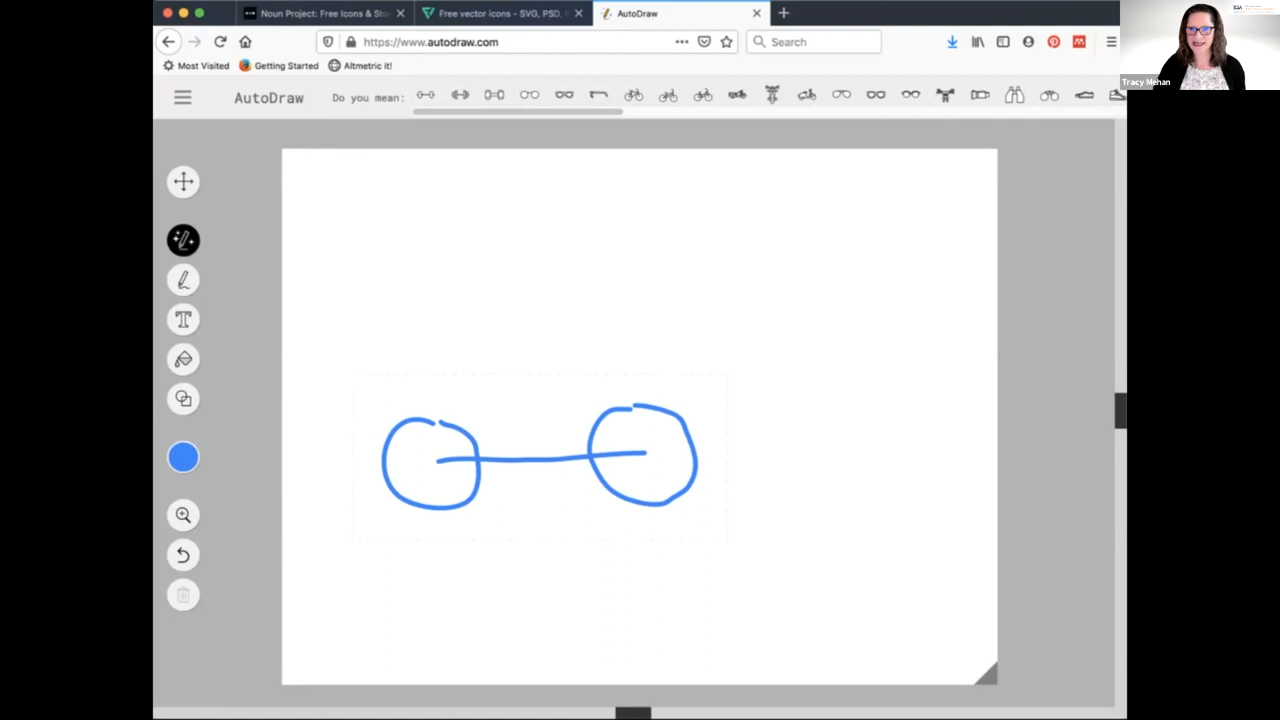 Noun Project: Free Icons & Sto
Free vector icons - SVG, PSD,
AutoDraw
https://www.autodraw.com
Search
Most Visited
Getting Started
Altmetric it!
AutoDraw
Do you mean:
T
Tracy Mehan